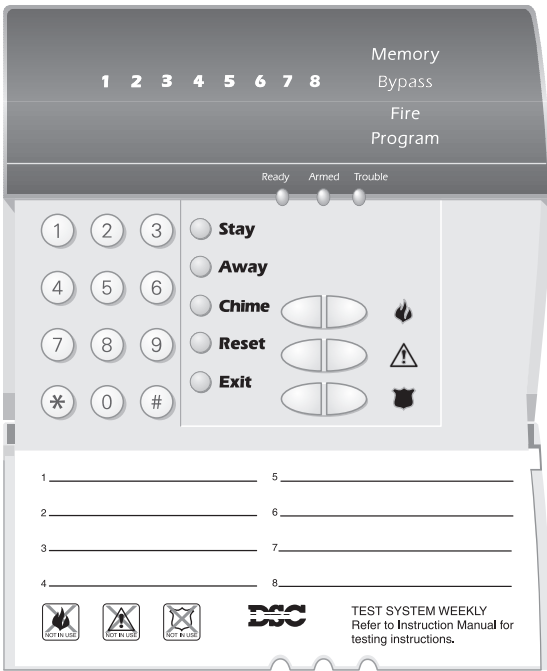 Memory
1 2 3 4 5 6 7 8 Bypass
Fire
Program
Ready Armed Trouble
1 2 3
Stay
Away
4 5 6
Chime
7 8 9
Reset
Exit
* 0 #
1 5
2 6
3 7
4 8
NOT IN USE NOT IN USE NOT IN USE
DSC
TEST SYSTEM WEEKLY
Refer to Instruction Manual for
testing instructions.